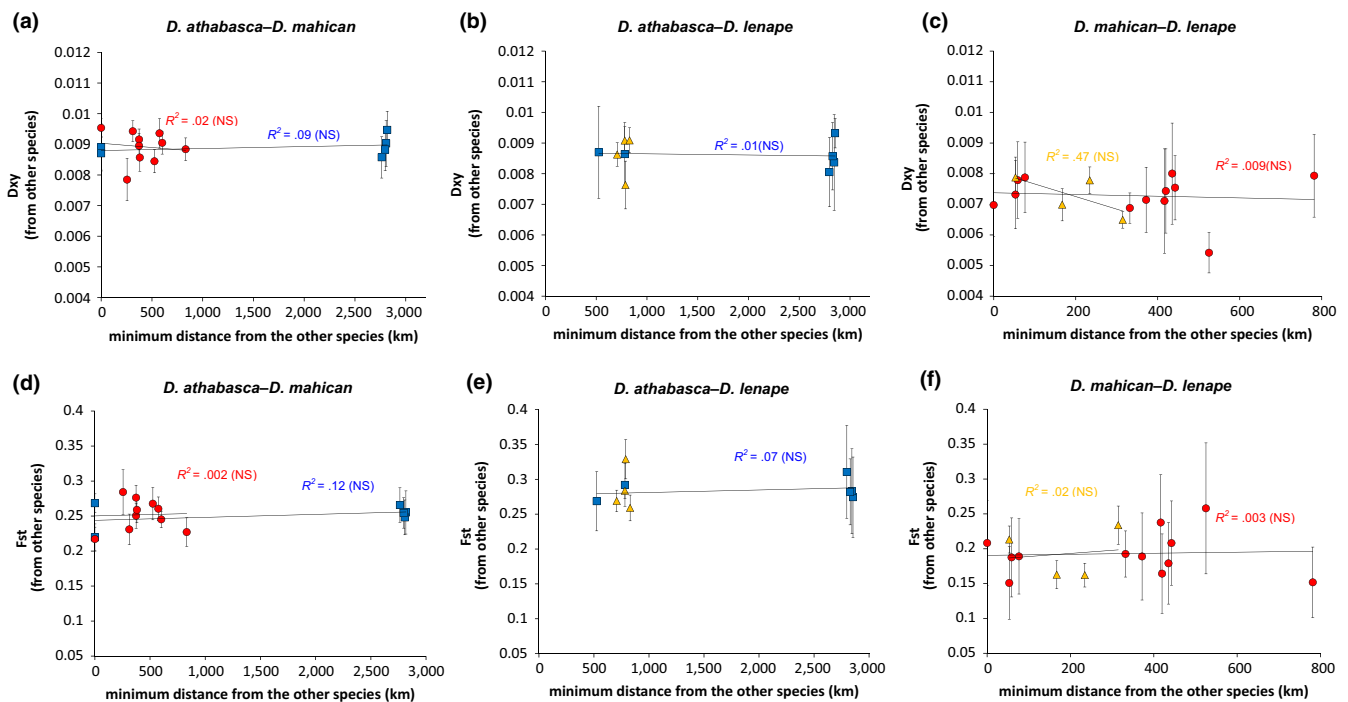 (a)
D. athabasca–D. mahican
0.012
0.011
0.01
0.009
0.008
0.007
0.006
0.005
0.004
Dxy
(from other species)
R² = .02 (NS)
R² = .09 (NS)
0
500
1,000
1,500
2,000
2,500
3,000
minimum distance from the other species (km)
(b)
D. athabasca–D. lenape
0.012
0.011
0.01
0.009
0.008
0.007
0.006
0.005
0.004
Dxy
(from other species)
R² = .01(NS)
0
500
1,000
1,500
2,000
2,500
3,000
minimum distance from the other species (km)
(c)
D. mahican–D. lenape
0.012
0.011
0.01
0.009
0.008
0.007
0.006
0.005
0.004
Dxy
(from other species)
R² = .47 (NS)
R² = .009(NS)
0
200
400
600
800
minimum distance from the other species (km)
(d)
D. athabasca–D. mahican
0.4
0.35
0.3
0.25
0.2
0.15
0.1
0.05
Fst
(from other species)
R² = .002 (NS)
R² = .12 (NS)
0
500
1,000
1,500
2,000
2,500
3,000
minimum distance from the other species (km)
(e)
D. athabasca–D. lenape
0.4
0.35
0.3
0.25
0.2
0.15
0.1
0.05
Fst
(from other species)
R² = .07 (NS)
0
500
1,000
1,500
2,000
2,500
3,000
minimum distance from the other species (km)
(f)
D. mahican–D. lenape
0.4
0.35
0.3
0.25
0.2
0.15
0.1
0.05
Fst
(from other species)
R² = .02 (NS)
R² = .003 (NS)
0
200
400
600
800
minimum distance from the other species (km)